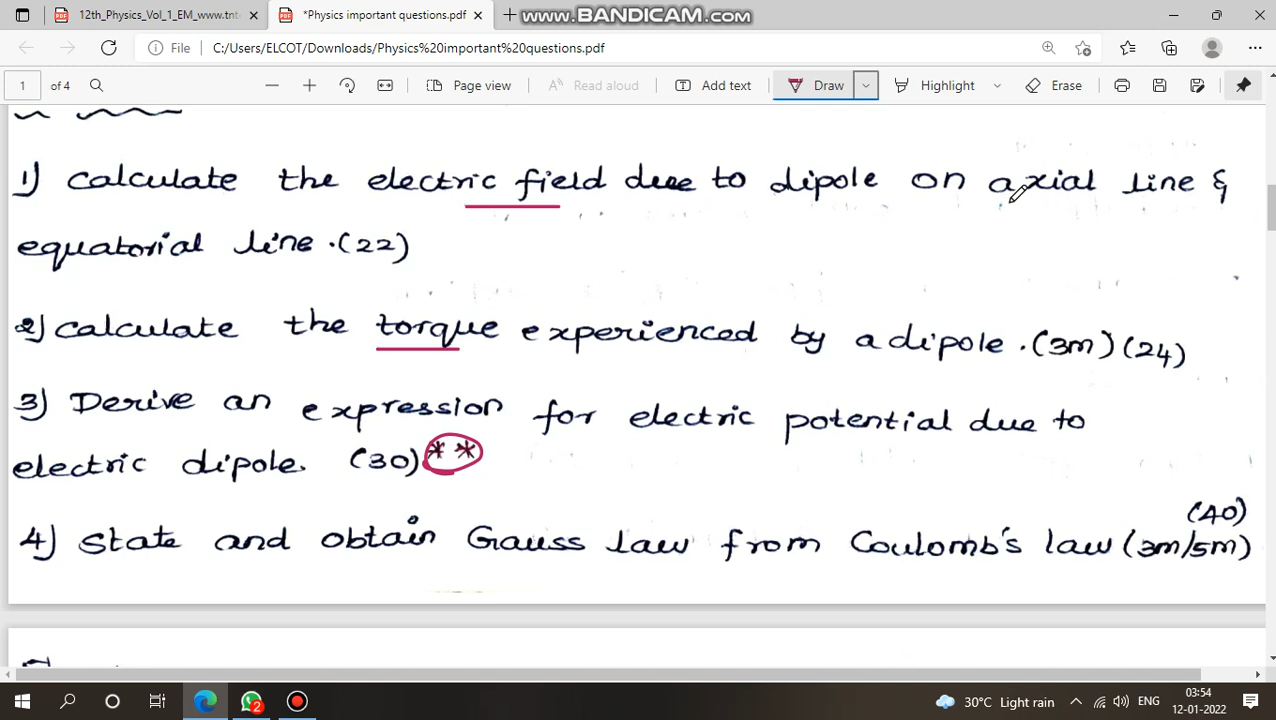 12th_Physics_Vol_1_EM_www.tnt
*Physics important questions.pdf
www.BANDICAM.com
File
C:/Users/ELCOT/Downloads/Physics%20important%20questions.pdf
1 of 4
Page view
Read aloud
Add text
Draw
Highlight
Erase
1) Calculate the electric field due to dipole on axial line &
equatorial line. (22)
2) Calculate the torque experienced by a dipole. (3m) (24)
3) Derive an expression for electric potential due to
electric dipole. (30) **
(40)
4) State and obtain Gauss law from Coulomb's law (3m/5m)
2
30°C Light rain
ENG
03:54
12-01-2022